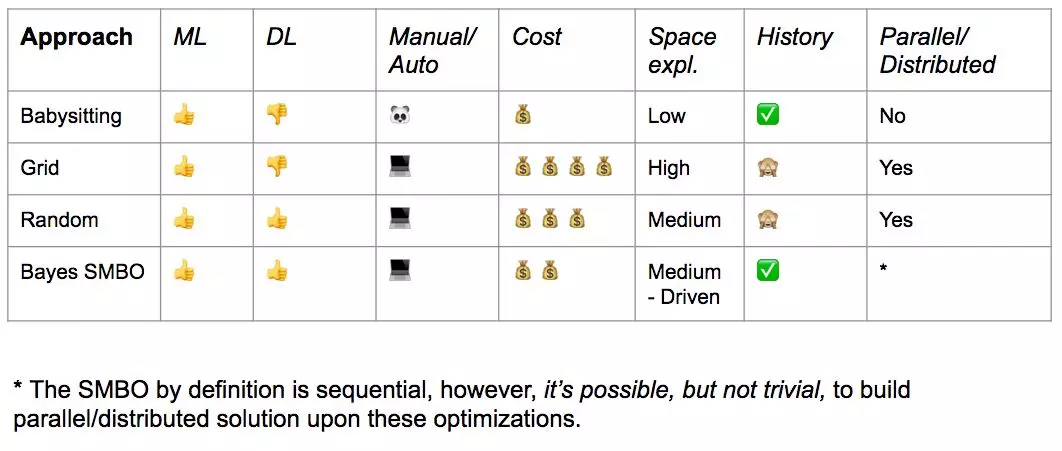 Approach ML DL Manual/ Cost Space History Parallel/
Auto expl. Distributed
Babysitting 👍 👎 🐼 💰 Low ✅ No
Grid 👍 👎 💻 💰 💰 💰 💰 High 🙈 Yes
Random 👍 👍 💻 💰 💰 💰 Medium 🙈 Yes
Bayes SMBO 👍 👍 💻 💰 💰 Medium ✅ *
- Driven
* The SMBO by definition is sequential, however, it's possible, but not trivial, to build
parallel/distributed solution upon these optimizations.